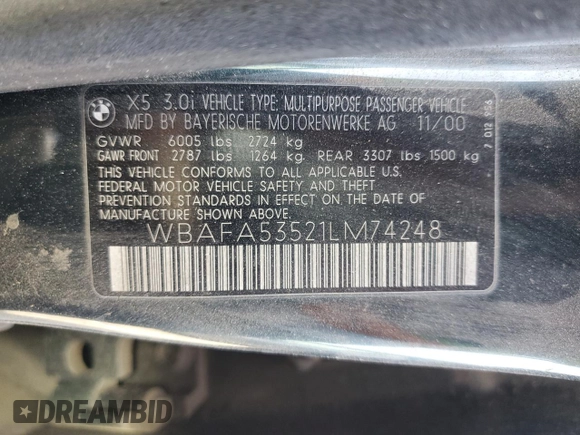 BMW
X5 3.0i VEHICLE TYPE: MULTIPURPOSE PASSENGER VEHICLE
MFD BY BAYERISCHE MOTORENWERKE AG 11/00
GVWR 6005 lbs 2724 kg
GAWR FRONT 2787 lbs 1264 kg REAR 3307 lbs 1500 kg
THIS VEHICLE CONFORMS TO ALL APPLICABLE U.S.
FEDERAL MOTOR VEHICLE SAFETY AND THEFT
PREVENTION STANDARDS IN EFFECT ON THE DATE
OF MANUFACTURE SHOWN ABOVE.
WBAFA53521LM74248
DREAMBID